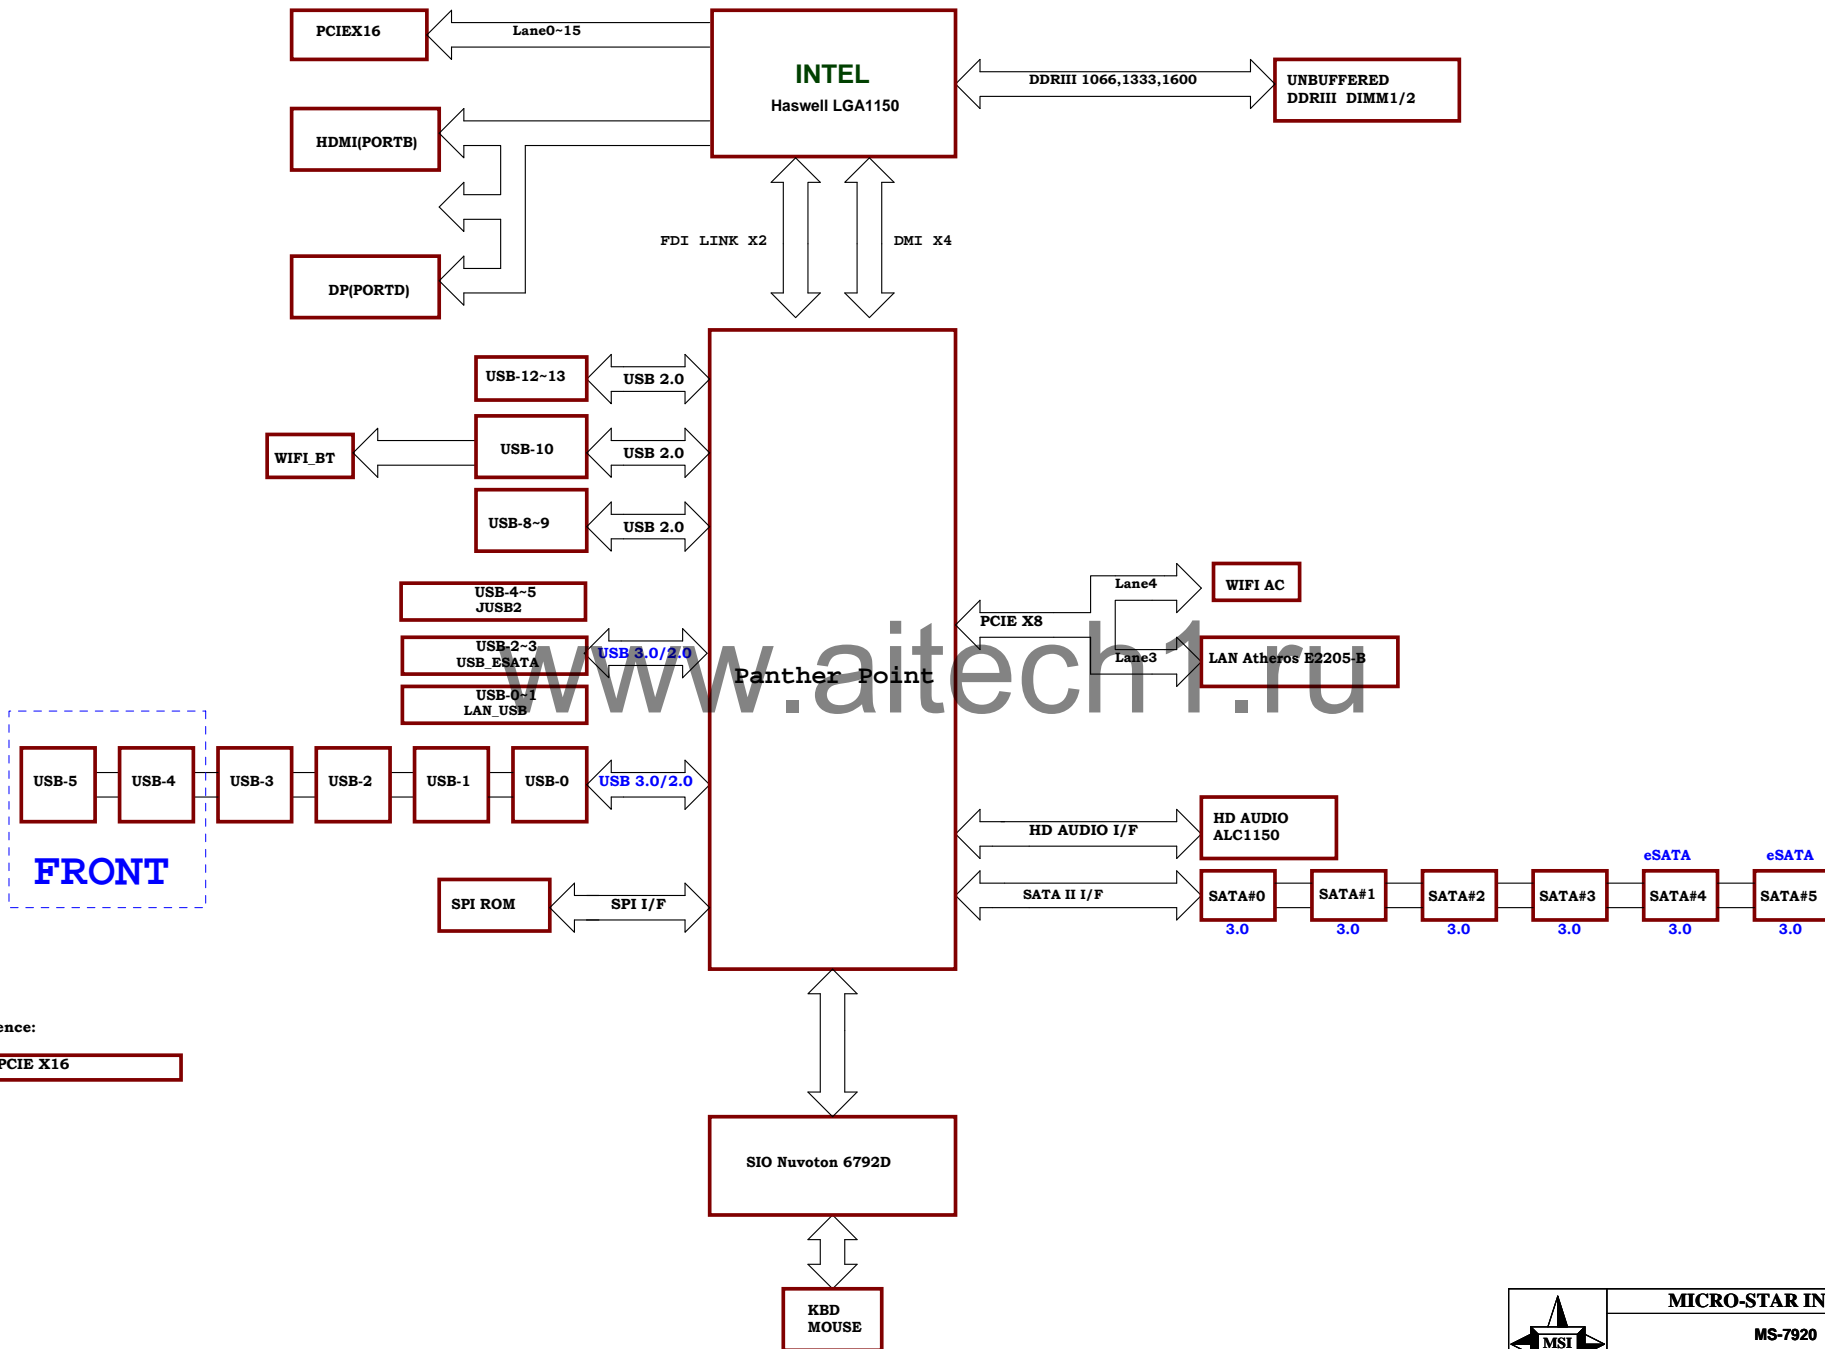 PCIEX16
Lane0~15
INTEL
Haswell LGA1150
DDRIII 1066,1333,1600
UNBUFFERED
DDRIII DIMM1/2
HDMI(PORTB)
FDI LINK X2
DMI X4
DP(PORTD)
USB-12~13
USB 2.0
WIFI_BT
USB-10
USB 2.0
USB-8~9
USB 2.0
USB-4~5
JUSB2
USB-2~3
USB_ESATA
USB 3.0/2.0
USB-0~1
LAN_USB
Panther Point
PCIE X8
Lane4
WIFI AC
Lane3
LAN Atheros E2205-B
www.aitech1.ru
USB-5
USB-4
USB-3
USB-2
USB-1
USB-0
USB 3.0/2.0
FRONT
HD AUDIO I/F
HD AUDIO
ALC1150
SPI ROM
SPI I/F
SATA II I/F
eSATA
eSATA
SATA#0
SATA#1
SATA#2
SATA#3
SATA#4
SATA#5
3.0
3.0
3.0
3.0
3.0
3.0
ence:
PCIE X16
SIO Nuvoton 6792D
KBD
MOUSE
MSI
MICRO-STAR IN
MS-7920